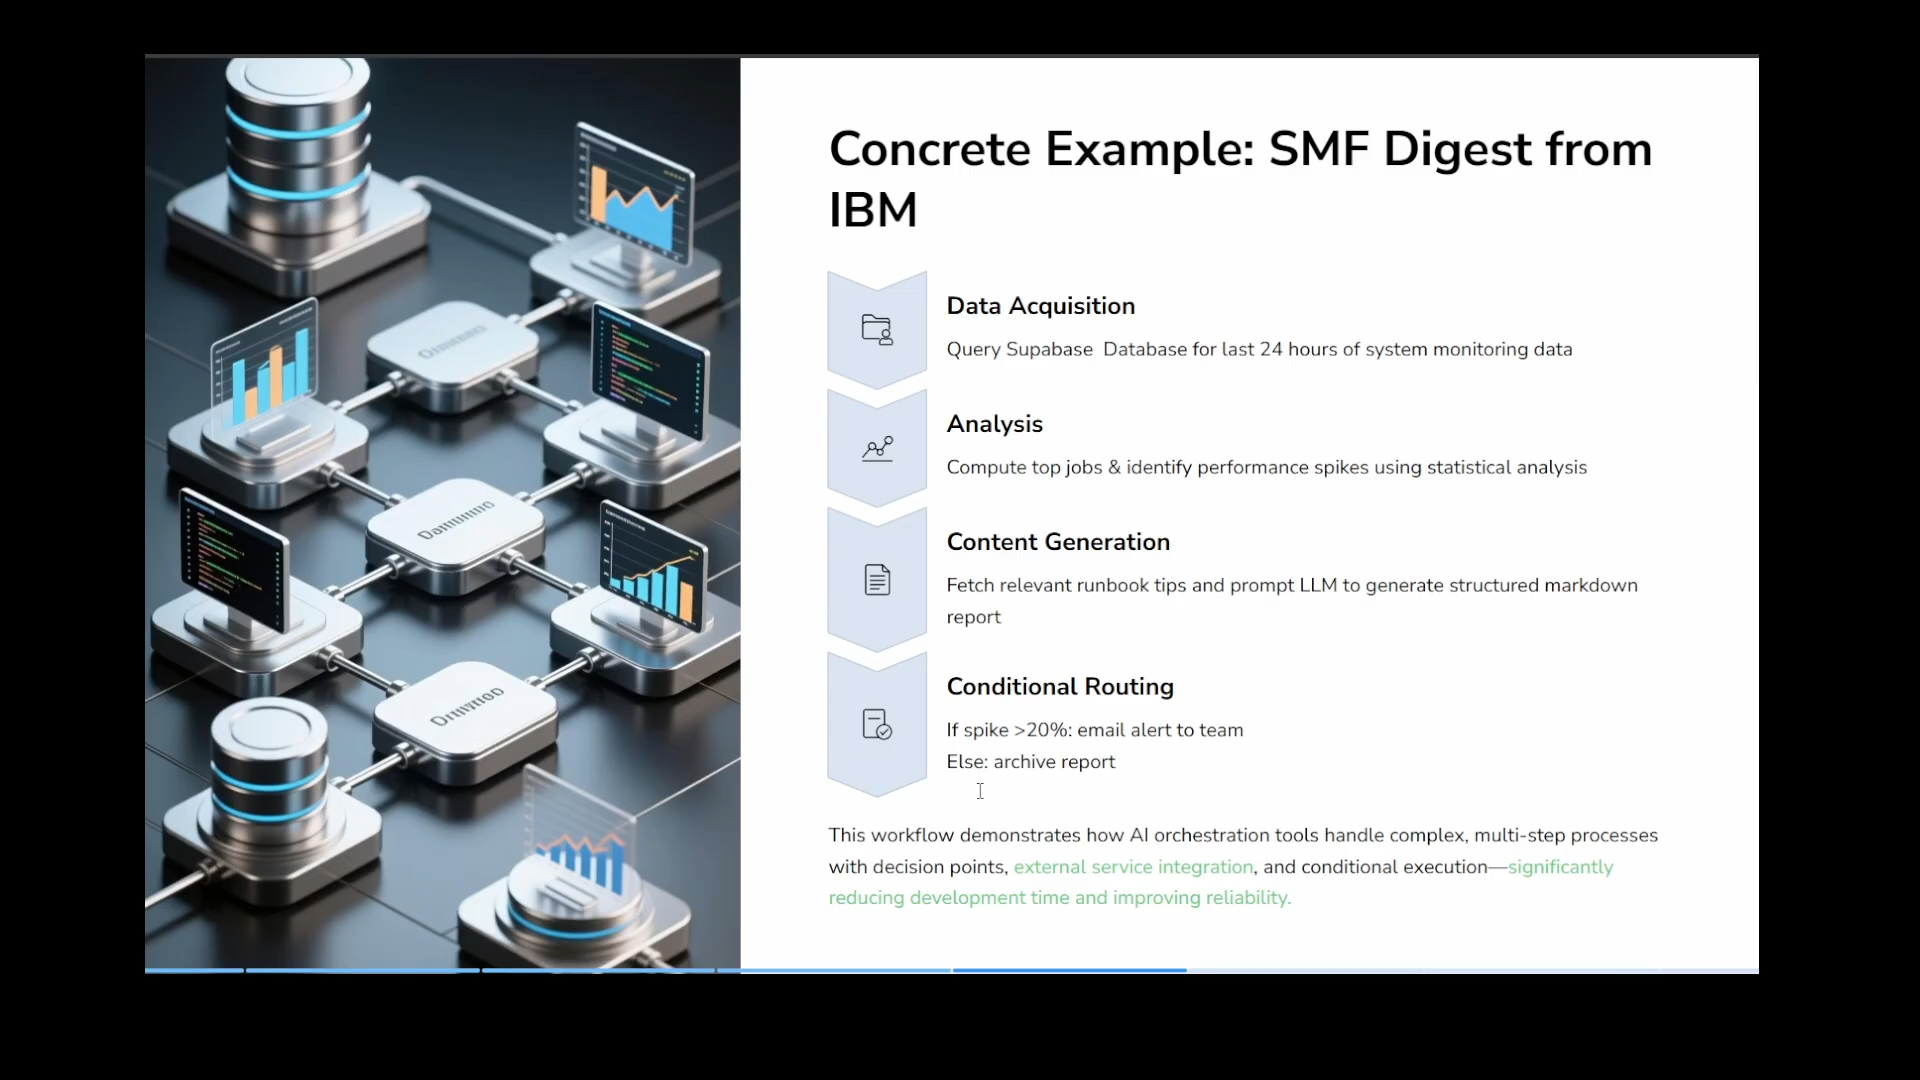 Concrete Example: SMF Digest from
IBM
Data Acquisition
Query Supabase  Database for last 24 hours of system monitoring data
Analysis
Compute top jobs & identify performance spikes using statistical analysis
Content Generation
Fetch relevant runbook tips and prompt LLM to generate structured markdown
report
Conditional Routing
If spike >20%: email alert to team
Else: archive report
This workflow demonstrates how AI orchestration tools handle complex, multi-step processes
with decision points, external service integration, and conditional execution—significantly
reducing development time and improving reliability.